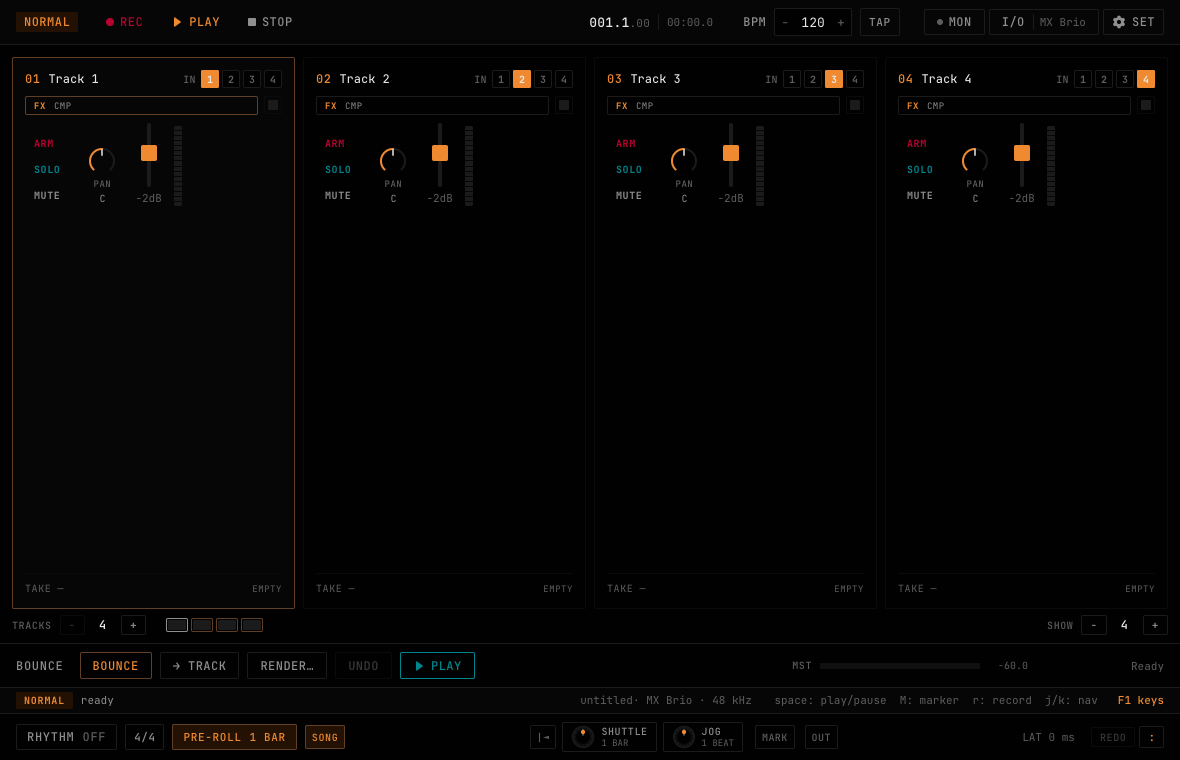 NORMAL REC PLAY STOP 001.1.00 00:00.0 BPM - 120 + TAP MON I/O MX Brio SET
01 Track 1 IN 1 2 3 4
FX CMP
ARM
SOLO
MUTE
PAN
C
-2dB
TAKE —
EMPTY
02 Track 2 IN 1 2 3 4
FX CMP
ARM
SOLO
MUTE
PAN
C
-2dB
TAKE —
EMPTY
03 Track 3 IN 1 2 3 4
FX CMP
ARM
SOLO
MUTE
PAN
C
-2dB
TAKE —
EMPTY
04 Track 4 IN 1 2 3 4
FX CMP
ARM
SOLO
MUTE
PAN
C
-2dB
TAKE —
EMPTY
TRACKS - 4 + SHOW - 4 +
BOUNCE BOUNCE → TRACK RENDER… UNDO PLAY MST -60.0 Ready
NORMAL ready untitled· MX Brio · 48 kHz space: play/pause M: marker r: record j/k: nav F1 keys
RHYTHM OFF 4/4 PRE-ROLL 1 BAR SONG |→ SHUTTLE 1 BAR JOG 1 BEAT MARK OUT LAT 0 ms REDO :